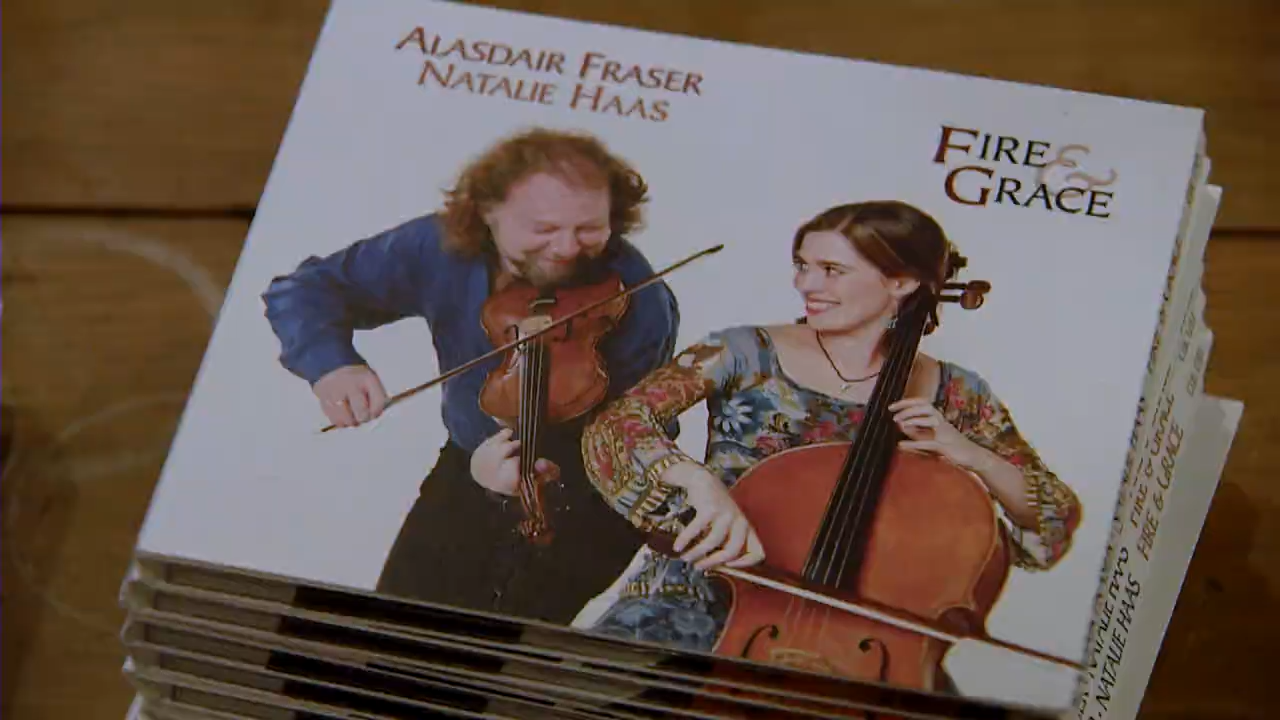 ALASDAIR FRASER
NATALIE HAAS
FIRE &
GRACE
FIRE & GRACE
NATALIE HAAS